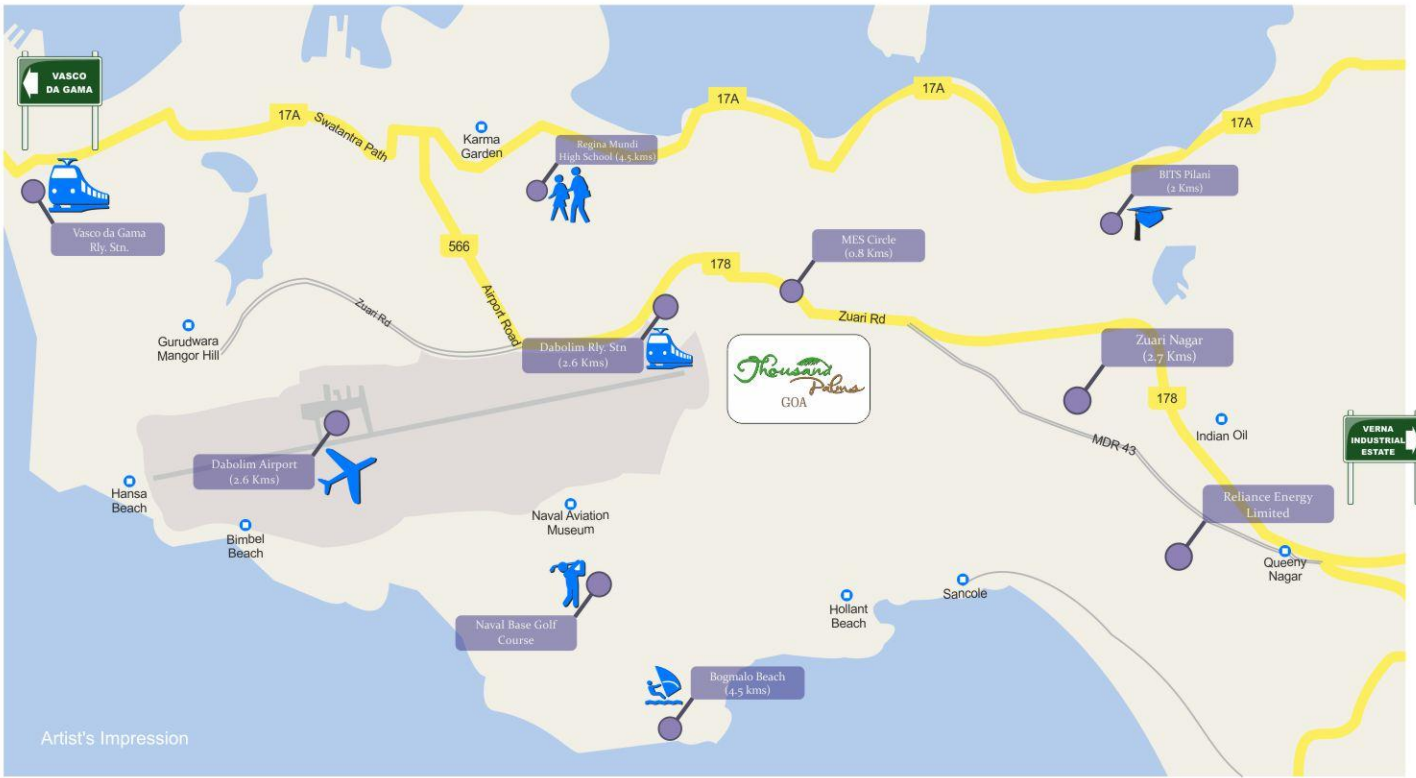 VASCO
DA GAMA
17A
Swatantra Path
Karma
Garden
Regina Mundi
High School (4.5.kms)
17A
17A
17A
BITS Pilani
(2 Kms)
Vasco da Gama
Rly. Stn.
566
Airport Road
178
MES Circle
(0.8 Kms)
Zuari Rd
Zuari Rd
Gurudwara
Mangor Hill
Dabolim Rly. Stn
(2.6 Kms)
Thousand
Palms
GOA
Zuari Nagar
(2.7 Kms)
178
Indian Oil
VERNA
INDUSTRIAL
ESTATE
MDR 43
Dabolim Airport
(2.6 Kms)
Hansa
Beach
Bimbel
Beach
Naval Aviation
Museum
Reliance Energy
Limited
Queeny
Nagar
Naval Base Golf
Course
Hollant
Beach
Sancole
Bogmalo Beach
(4.5 kms)
Artist's Impression